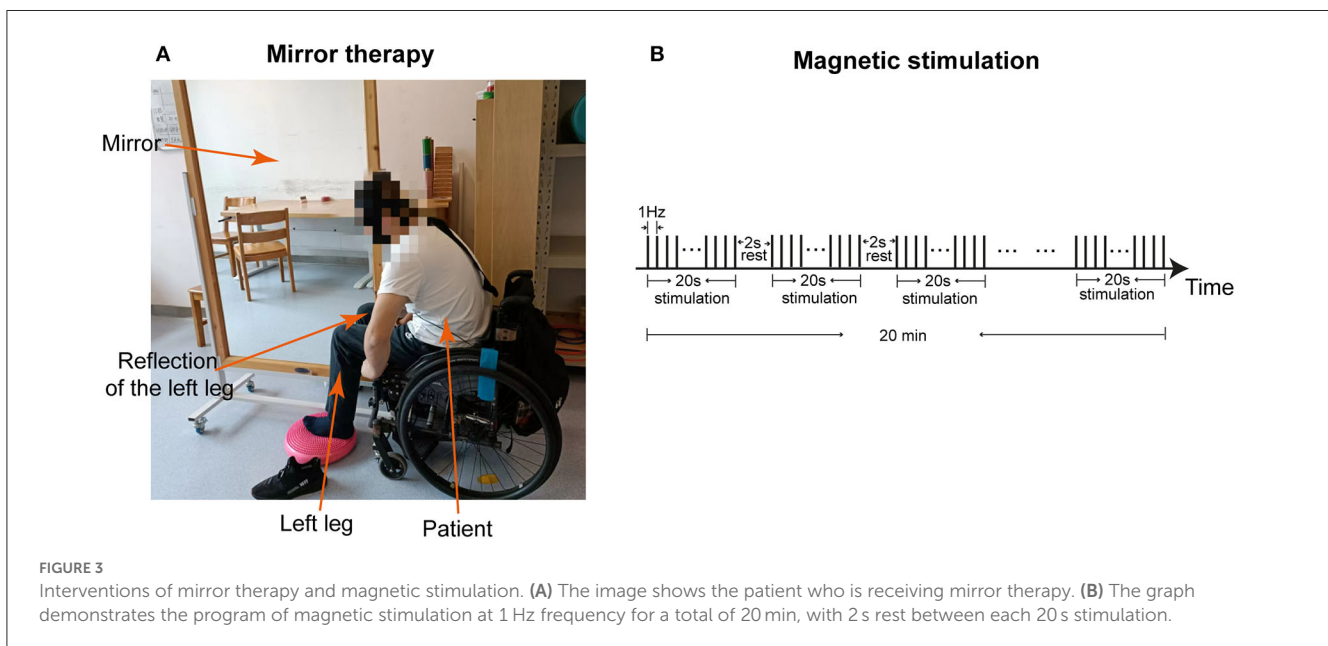 A
Mirror therapy
Mirror
Reflection
of the left leg
Left leg
Patient
B
Magnetic stimulation
1Hz
2s
rest
2s
rest
20s
stimulation
20s
stimulation
20s
stimulation
20s
stimulation
Time
20 min
FIGURE 3
Interventions of mirror therapy and magnetic stimulation. (A) The image shows the patient who is receiving mirror therapy. (B) The graph
demonstrates the program of magnetic stimulation at 1 Hz frequency for a total of 20 min, with 2 s rest between each 20 s stimulation.